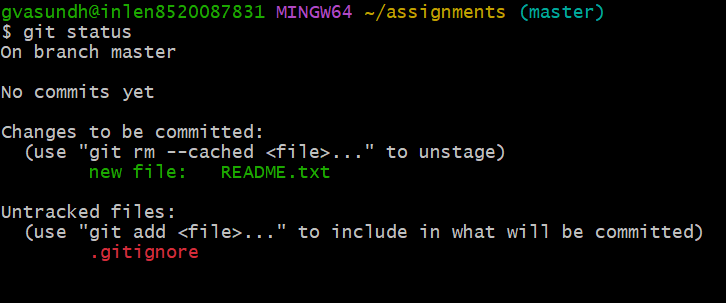 gvasundh@inlen8520087831 MINGW64 ~/assignments (master)
$ git status
On branch master

No commits yet

Changes to be committed:
  (use "git rm --cached <file>..." to unstage)
        new file:   README.txt

Untracked files:
  (use "git add <file>..." to include in what will be committed)
        .gitignore